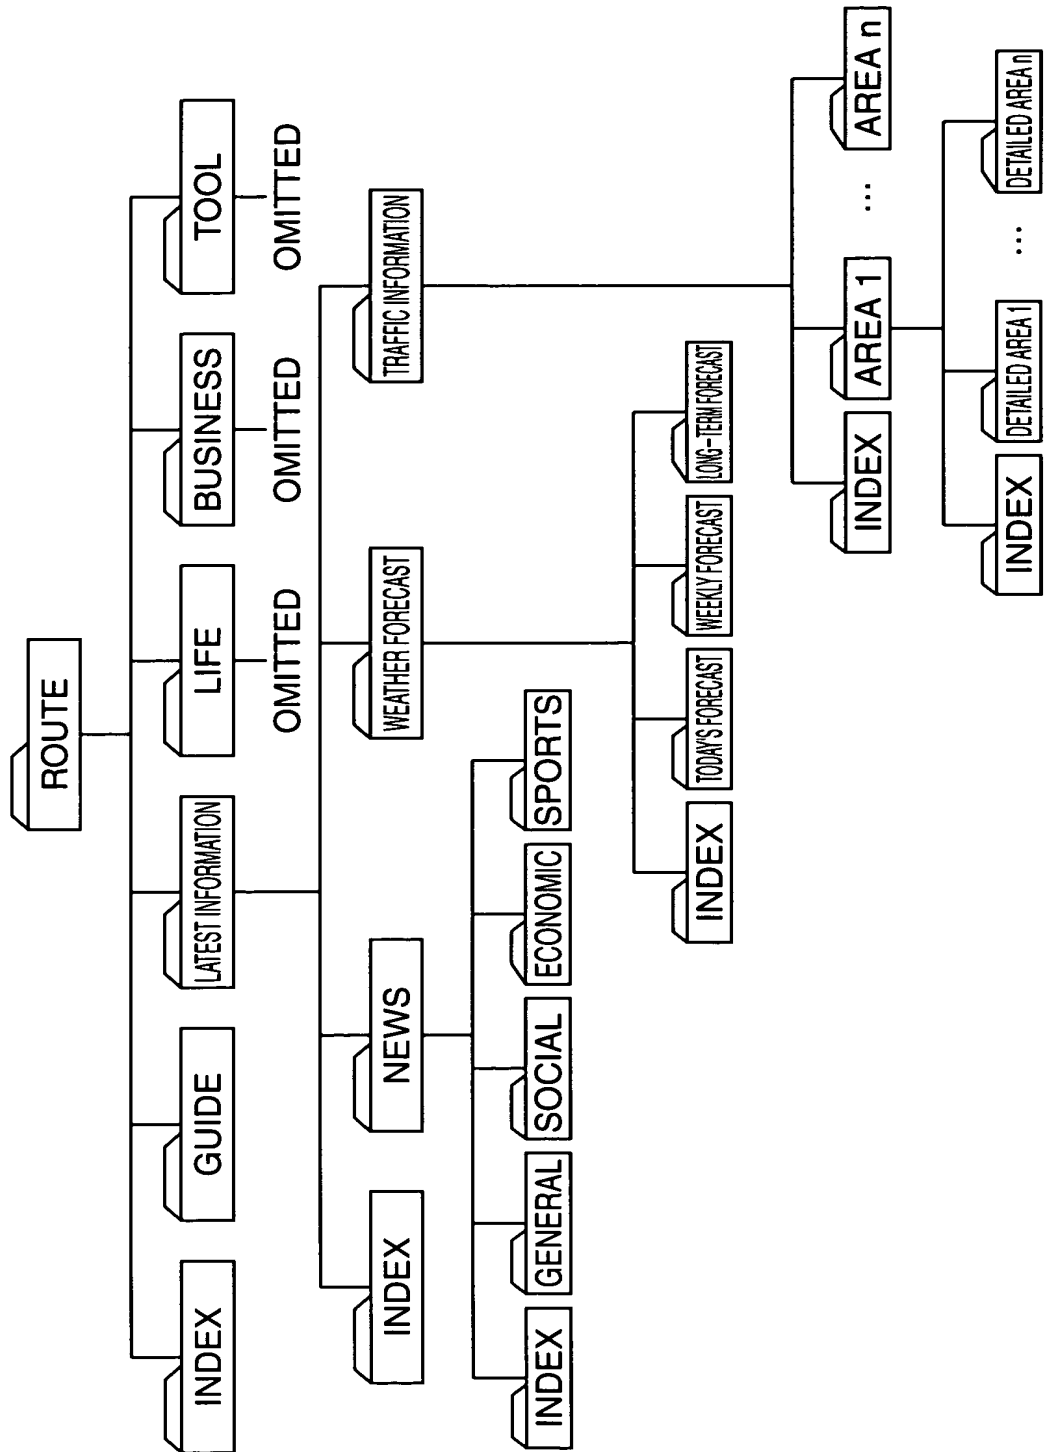 ROUTE
INDEX
GUIDE
LATEST INFORMATION
LIFE
BUSINESS
TOOL
OMITTED
OMITTED
OMITTED
INDEX
NEWS
WEATHER FORECAST
TRAFFIC INFORMATION
INDEX
GENERAL
SOCIAL
ECONOMIC
SPORTS
INDEX
TODAY'S FORECAST
WEEKLY FORECAST
LONG-TERM FORECAST
INDEX
AREA 1
...
AREA n
INDEX
DETAILED AREA 1
...
DETAILED AREA n